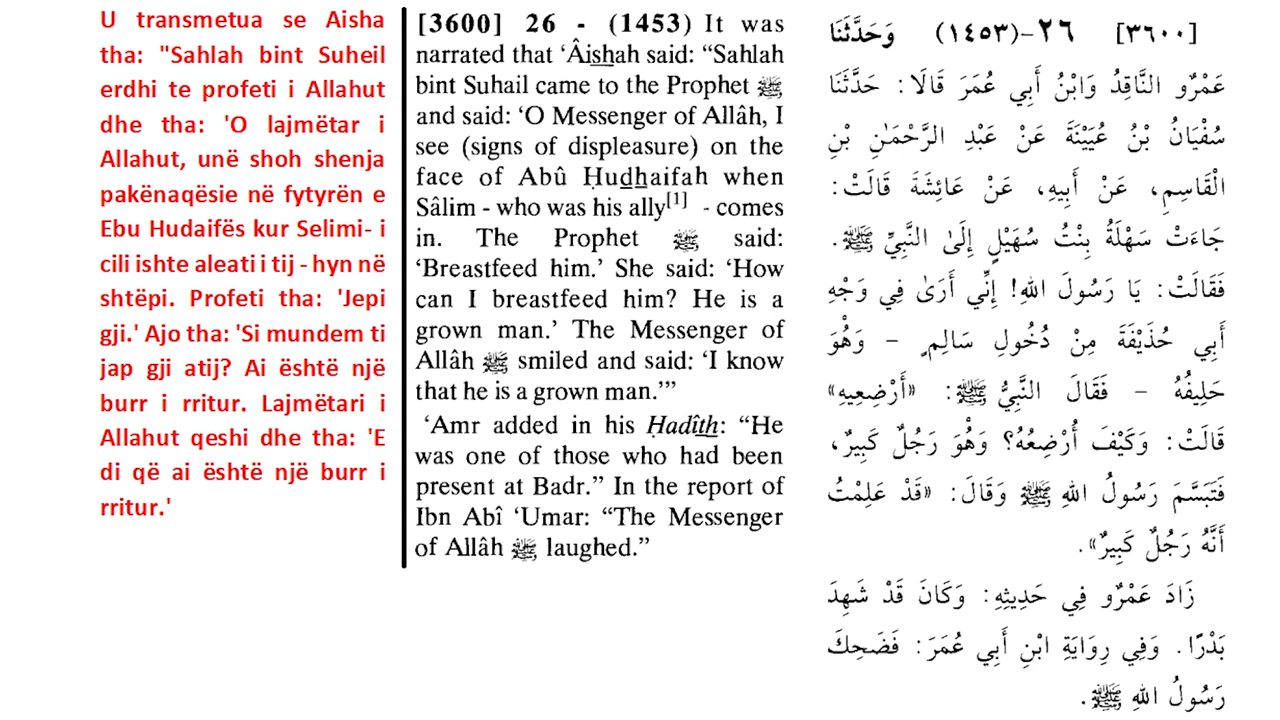 U transmetua se Aisha
tha: "Sahlah bint Suheil
erdhi te profeti i Allahut
dhe tha: 'O lajmëtar i
Allahut, unë shoh shenja
pakënaqësie në fytyrën e
Ebu Hudaifës kur Selimi- i
cili ishte aleati i tij - hyn në
shtëpi. Profeti tha: 'Jepi
gji.' Ajo tha: 'Si mundem ti
jap gji atij? Ai është një
burr i rritur. Lajmëtari i
Allahut qeshi dhe tha: 'E
di që ai është një burr i
rritur.'
[3600] 26 - (1453) It was
narrated that ‘Âishah said: “Sahlah
bint Suhail came to the Prophet ﷺ
and said: ‘O Messenger of Allâh, I
see (signs of displeasure) on the
face of Abû Ḥudhaifah when
Sâlim - who was his ally[1] - comes
in. The Prophet ﷺ said:
‘Breastfeed him.’ She said: ‘How
can I breastfeed him? He is a
grown man.’ The Messenger of
Allâh ﷺ smiled and said: ‘I know
that he is a grown man.’”
‘Amr added in his Ḥadîth: “He
was one of those who had been
present at Badr.” In the report of
Ibn Abî ‘Umar: “The Messenger
of Allâh ﷺ laughed.”
[٣٦٠٠] ٢٦-(١٤٥٣) وَحَدَّثَنَا
عَمْرٌو النَّاقِدُ وَابْنُ أَبِي عُمَرَ قَالَا: حَدَّثَنَا
سُفْيَانُ بْنُ عُيَيْنَةَ عَنْ عَبْدِ الرَّحْمَٰنِ بْنِ
الْقَاسِمِ، عَنْ أَبِيهِ، عَنْ عَائِشَةَ قَالَتْ:
جَاءَتْ سَهْلَةُ بِنْتُ سُهَيْلٍ إِلَى النَّبِيِّ ﷺ.
فَقَالَتْ: يَا رَسُولَ اللهِ! إِنِّي أَرَىٰ فِي وَجْهِ
أَبِي حُذَيْفَةَ مِنْ دُخُولِ سَالِمٍ - وَهُوَ
حَلِيفُهُ - فَقَالَ النَّبِيُّ ﷺ: «أَرْضِعِيهِ»
قَالَتْ: وَكَيْفَ أُرْضِعُهُ؟ وَهُوَ رَجُلٌ كَبِيرٌ،
فَتَبَسَّمَ رَسُولُ اللهِ ﷺ وَقَالَ: «قَدْ عَلِمْتُ
أَنَّهُ رَجُلٌ كَبِيرٌ».
زَادَ عَمْرٌو فِي حَدِيثِهِ: وَكَانَ قَدْ شَهِدَ
بَدْرًا. وَفِي رِوَايَةِ ابْنِ أَبِي عُمَرَ: فَضَحِكَ
رَسُولُ اللهِ ﷺ.